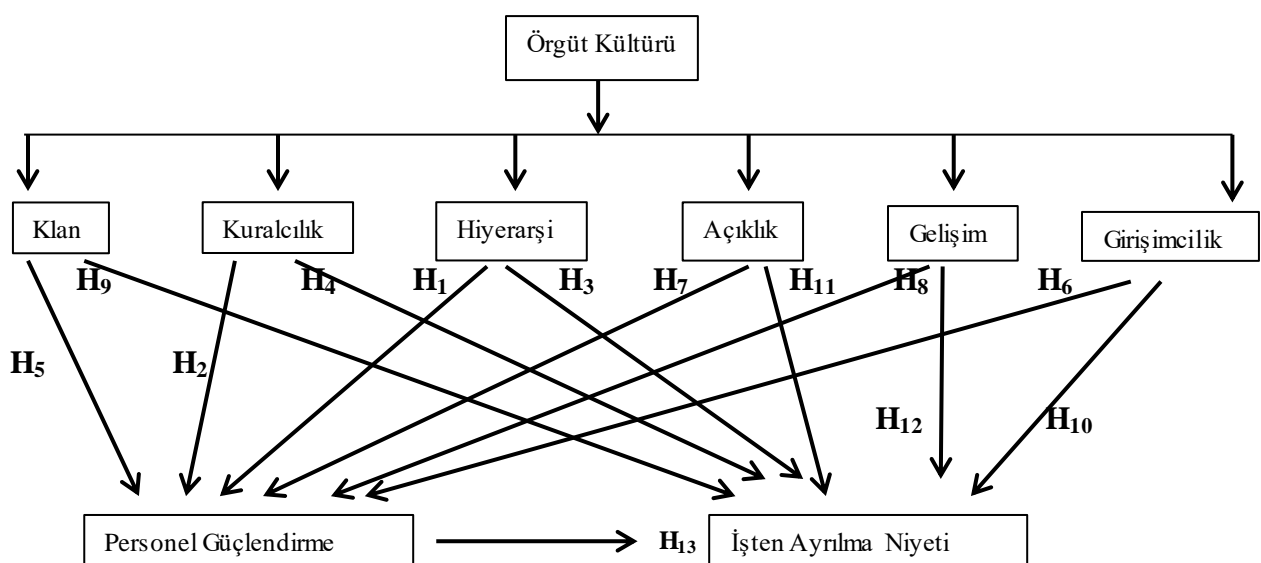 Örgüt Kültürü
Klan
Kuralcılık
Hiyerarşi
Açıklık
Gelişim
Girişimcilik
H9
H4
H1
H3
H7
H11
H8
H6
H5
H2
H12
H10
Personel Güçlendirme
H13
İşten Ayrılma Niyeti